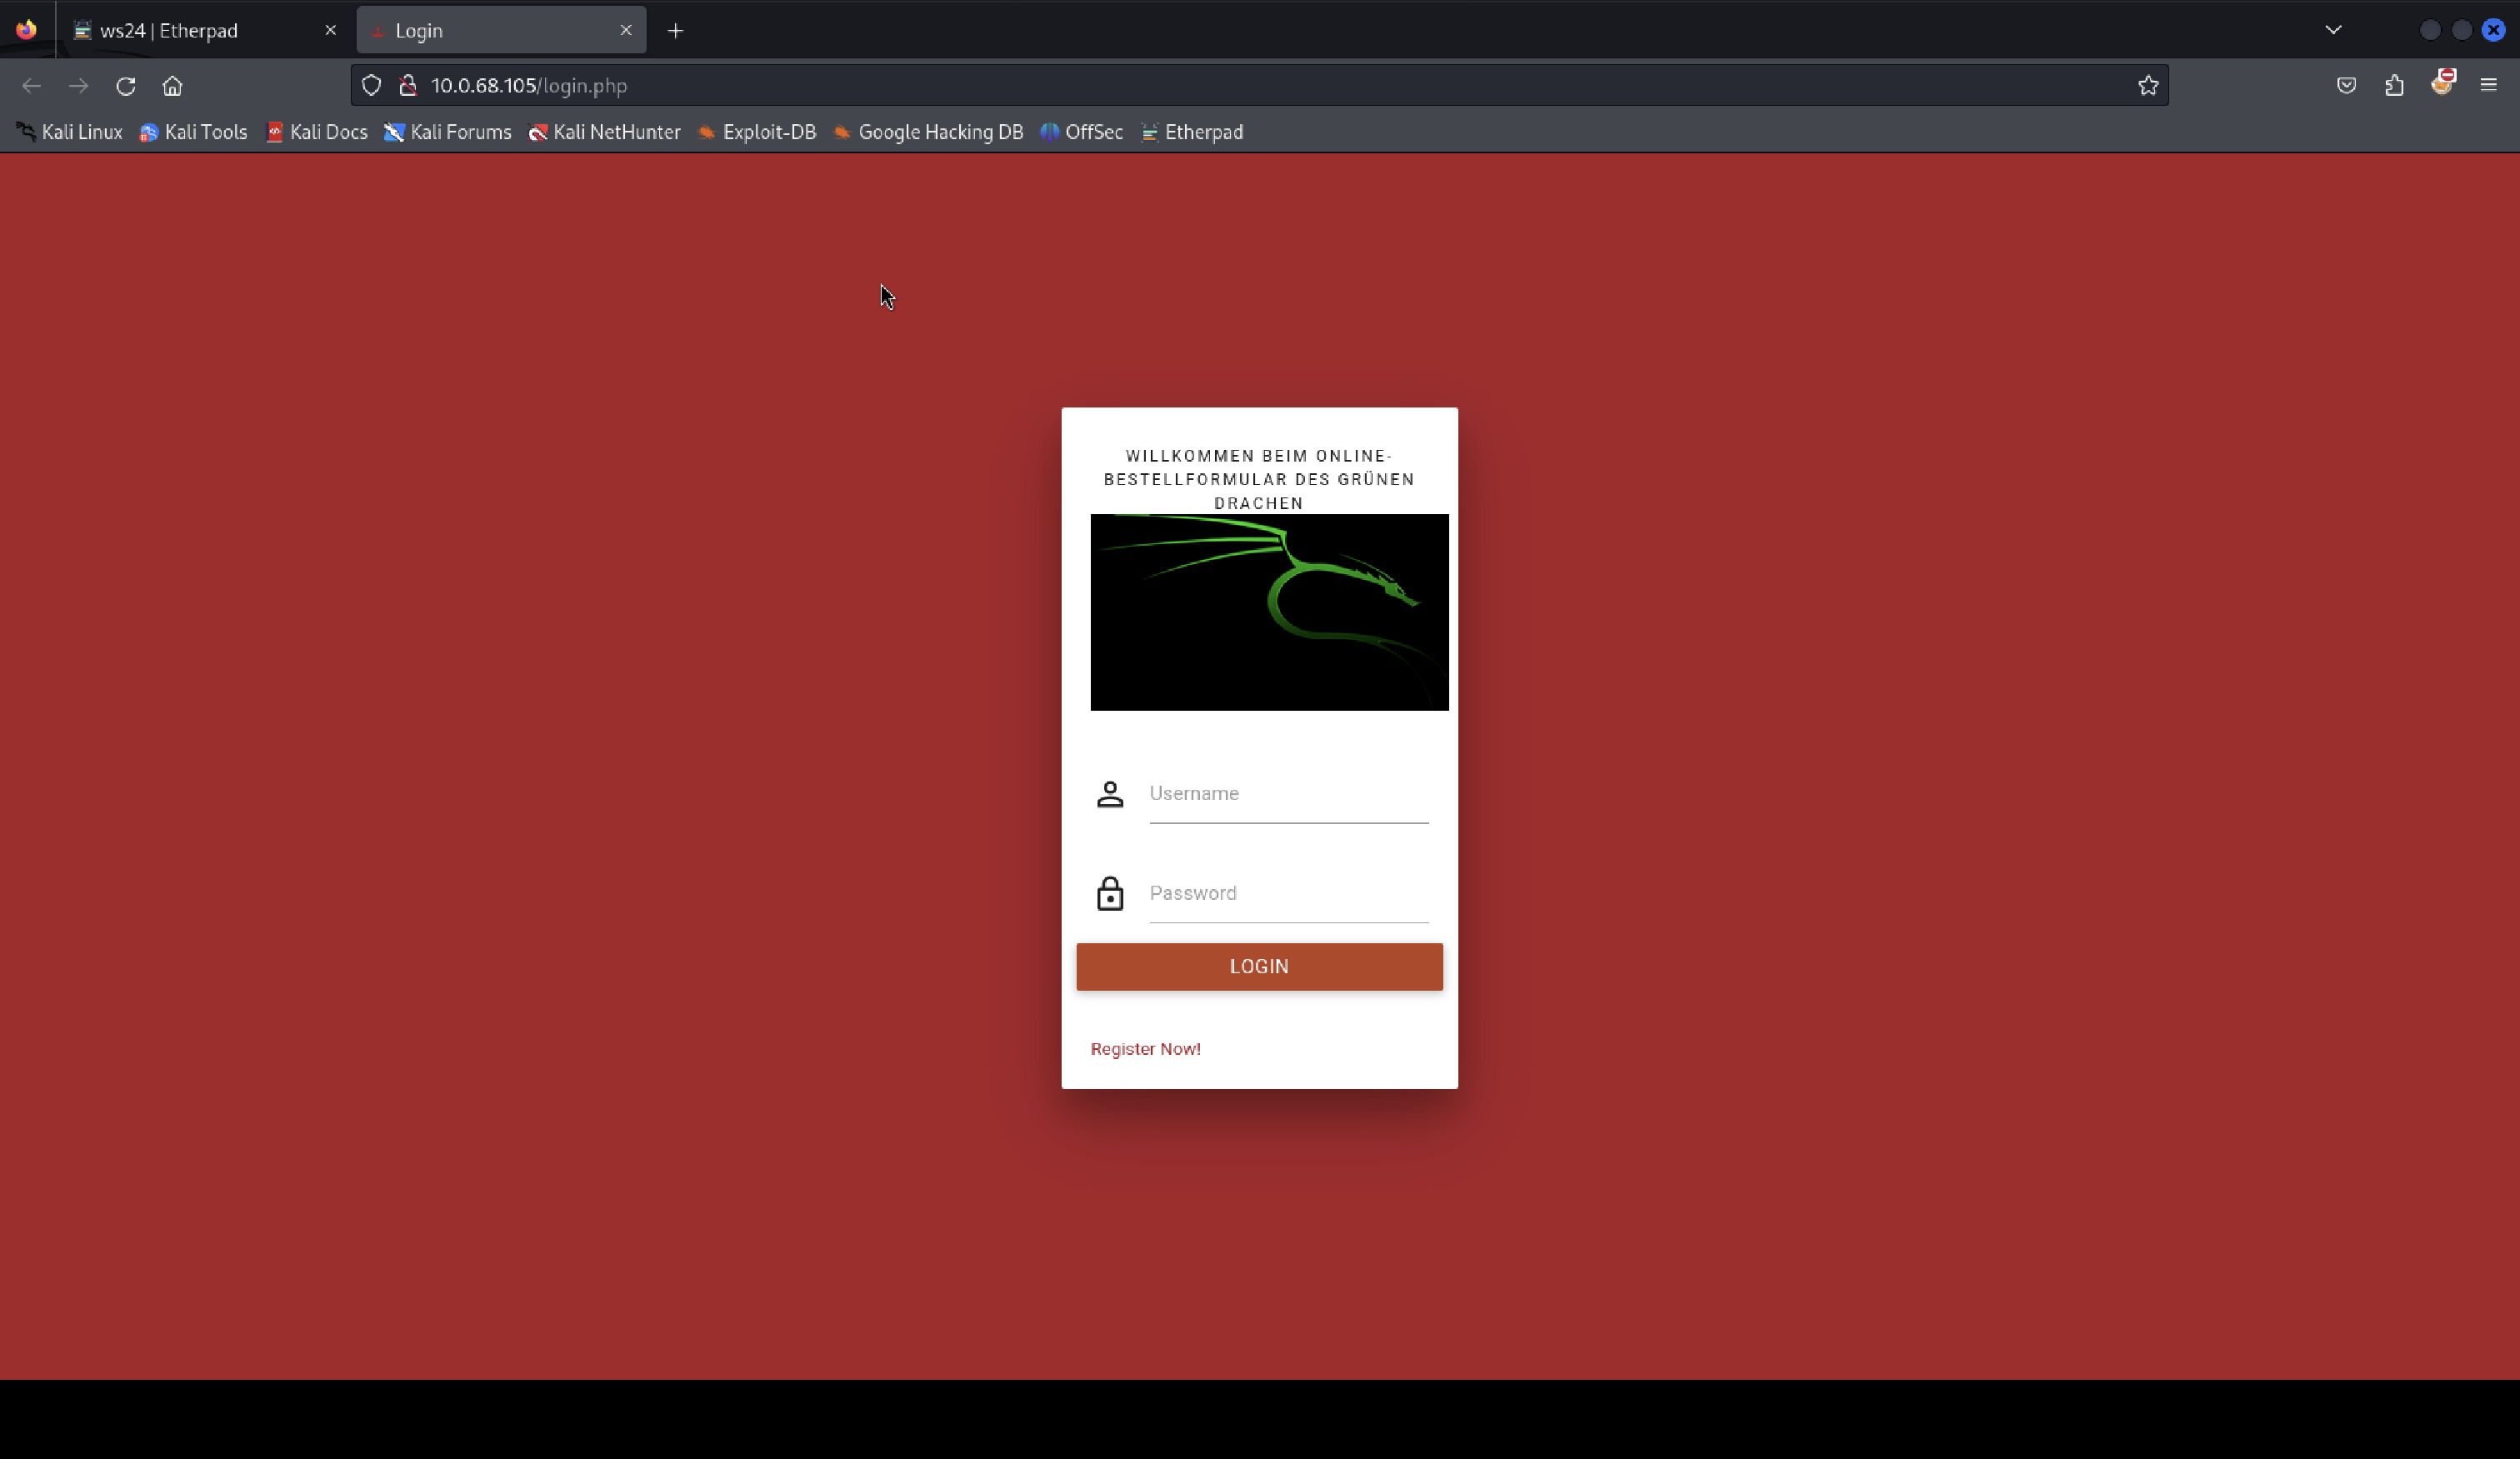 ws24 | Etherpad
Login
10.0.68.105/login.php
Kali Linux
Kali Tools
Kali Docs
Kali Forums
Kali NetHunter
Exploit-DB
Google Hacking DB
OffSec
Etherpad
WILLKOMMEN BEIM ONLINE-
BESTELLFORMULAR DES GRÜNEN
DRACHEN
Username
Password
LOGIN
Register Now!